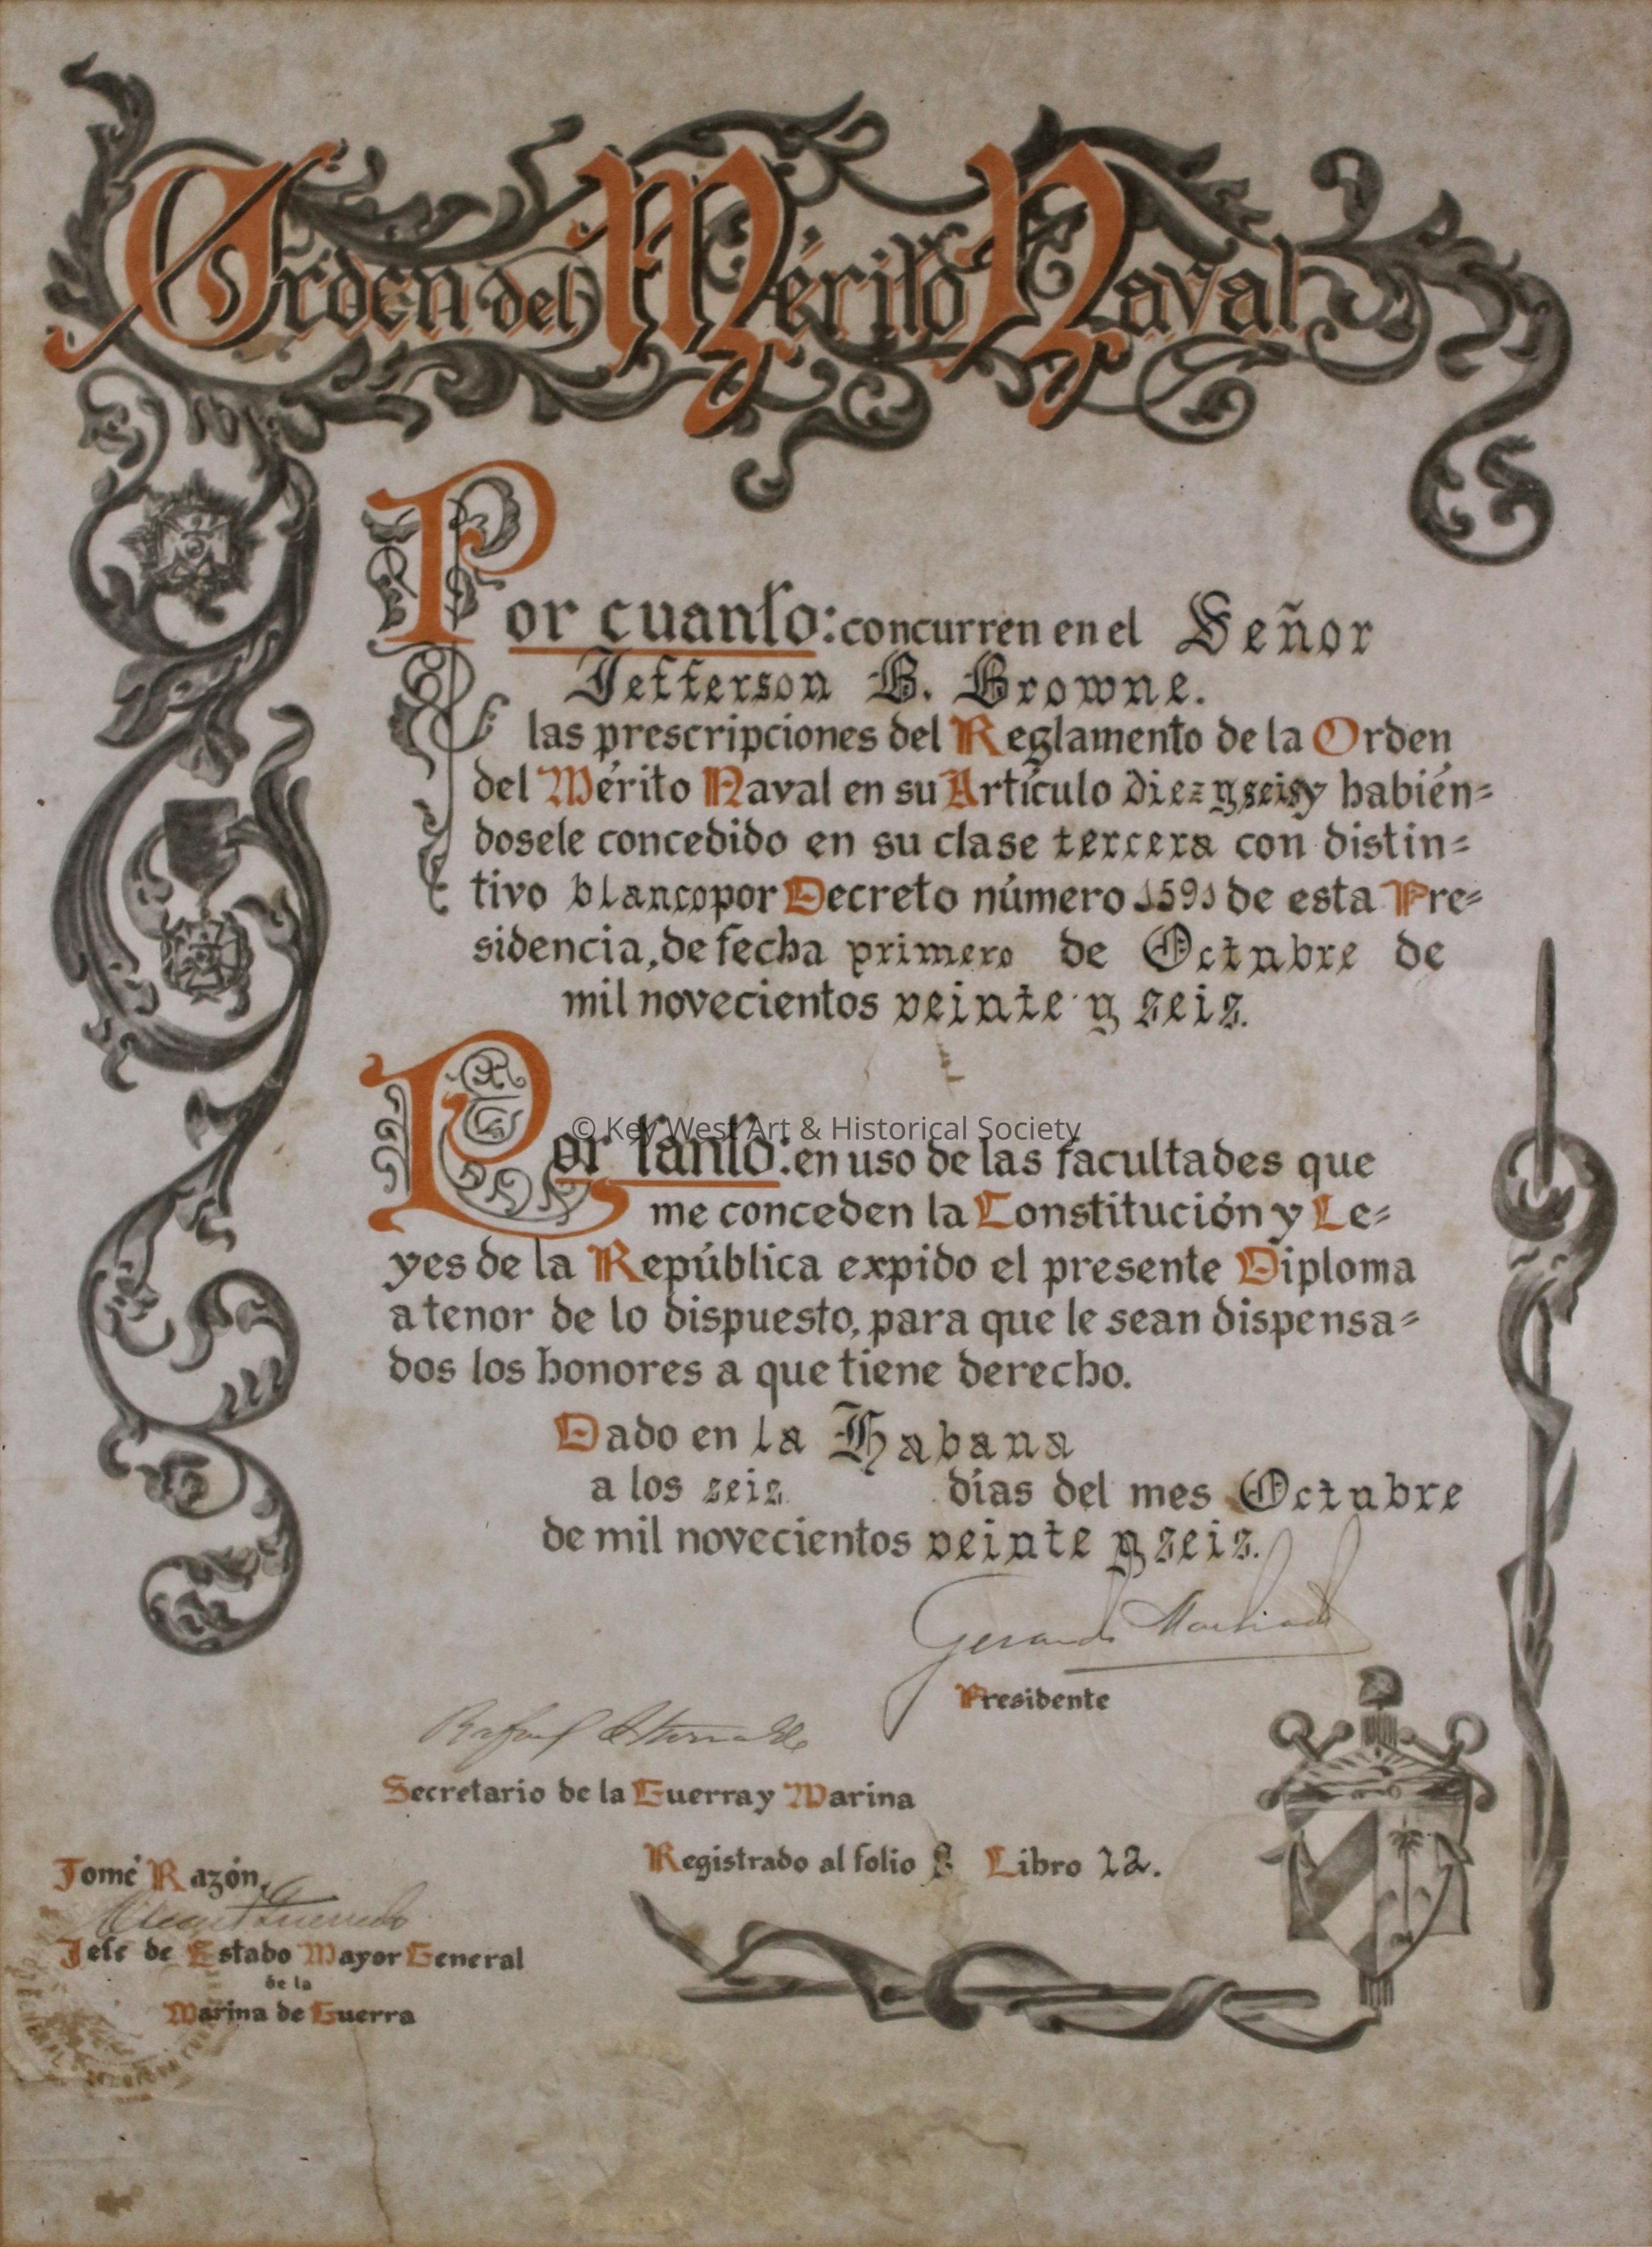 Orden del Mérito Naval
Por cuanto: concurren en el Señor
Jefferson B. Browne.
las prescripciones del Reglamento de la Orden
del Mérito Naval en su Artículo diez y seis y habién=
dosele concedido en su clase tercera con distin=
tivo blanco por Decreto número 1591 de esta Pre=
sidencia, de fecha primero de Octubre de
mil novecientos veinte y seis.
© Key West Art & Historical Society
Por tanto: en uso de las facultades que
me conceden la Constitución y Le=
yes de la República expido el presente Diploma
a tenor de lo dispuesto, para que le sean dispensa=
dos los honores a que tiene derecho.
Dado en la Habana
a los seis días del mes Octubre
de mil novecientos veinte y seis.
Gerardo Machado
Presidente
Rafael Iturralde
Secretario de la Guerra y Marina
Registrado al folio 8 Libro 12.
Tomé Razón,
Jefe de Estado Mayor General
de la
Marina de Guerra